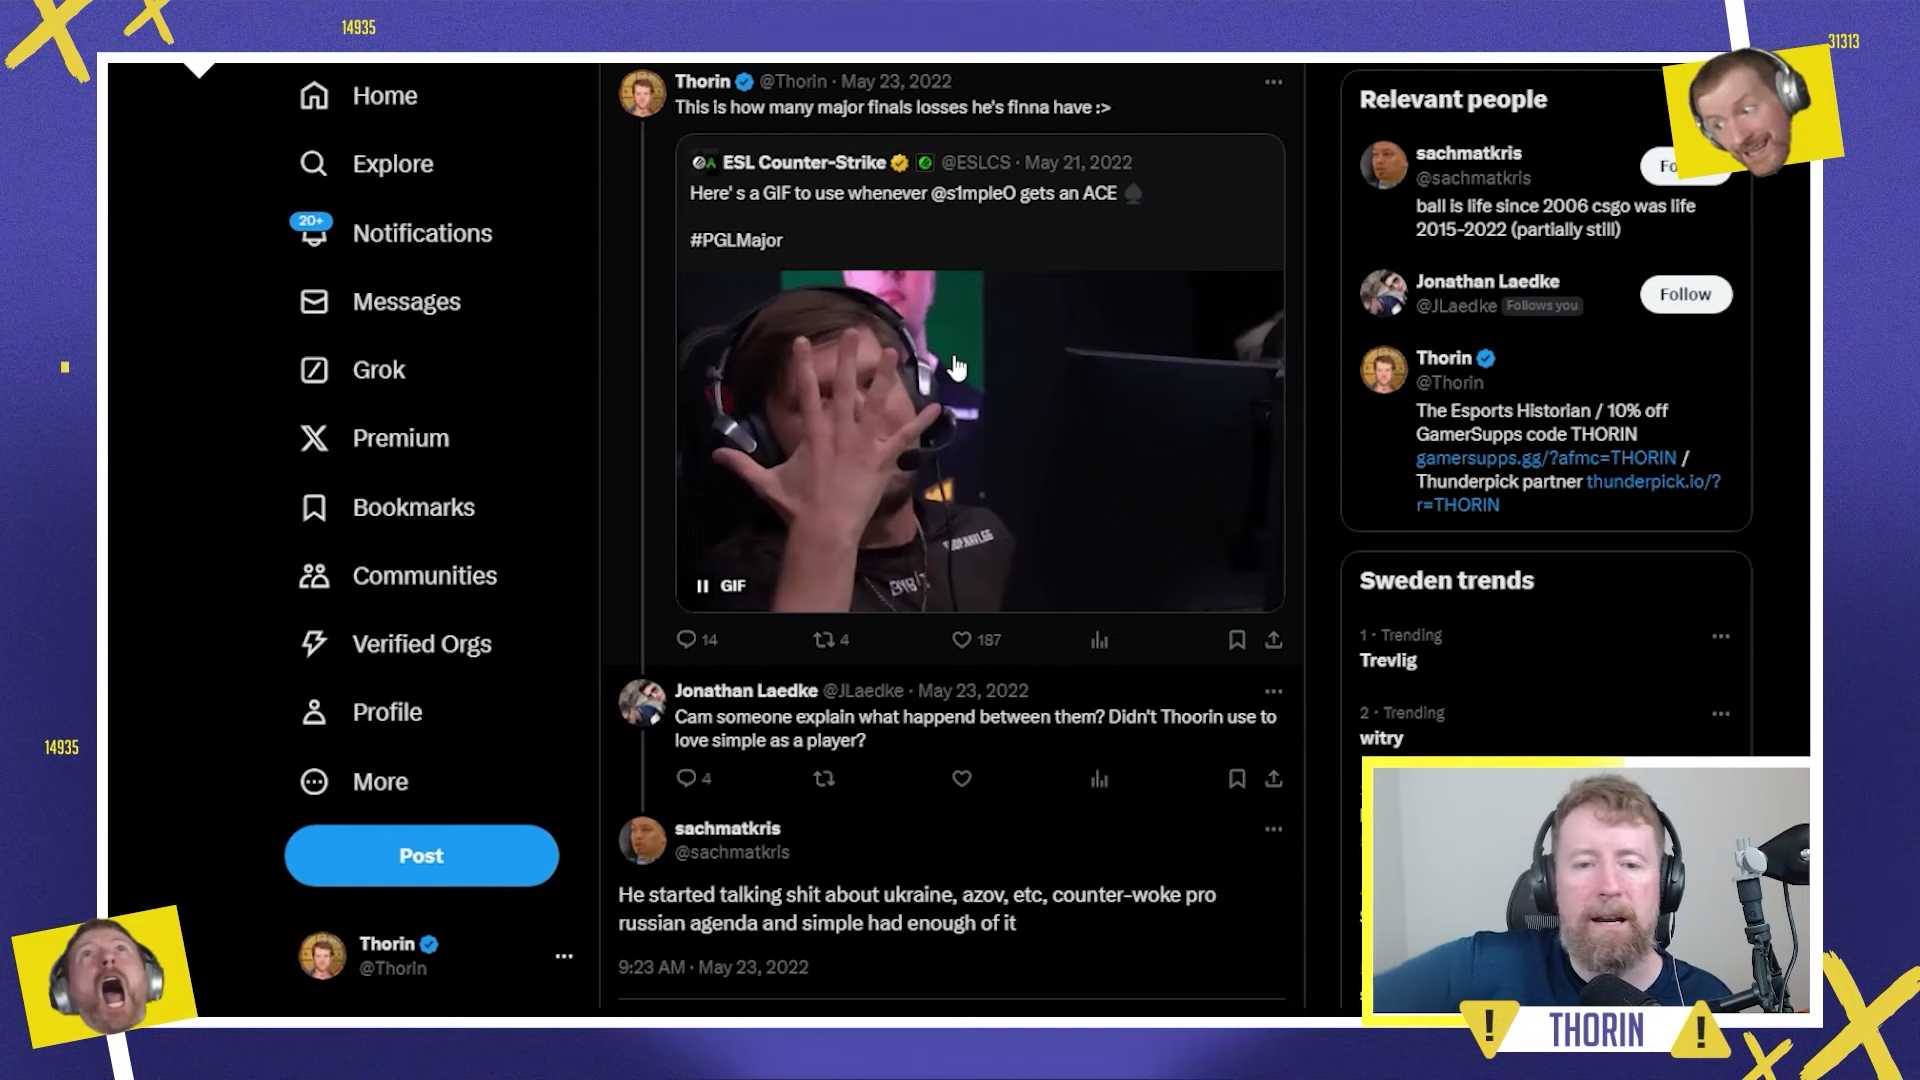 14935
31313
14935
Home
Explore
20+
Notifications
Messages
Grok
Premium
Bookmarks
Communities
Verified Orgs
Profile
More
Post
Thorin
@Thorin
Thorin @Thorin · May 23, 2022
This is how many major finals losses he's finna have :>
ESL Counter-Strike @ESLCS · May 21, 2022
Here' s a GIF to use whenever @s1mpleO gets an ACE
#PGLMajor
GIF
14
4
187
Jonathan Laedke @JLaedke · May 23, 2022
Cam someone explain what happend between them? Didn't Thoorin use to
love simple as a player?
4
sachmatkris
@sachmatkris
He started talking shit about ukraine, azov, etc, counter-woke pro
russian agenda and simple had enough of it
9:23 AM · May 23, 2022
Relevant people
sachmatkris
@sachmatkris
Fo
ball is life since 2006 csgo was life
2015-2022 (partially still)
Jonathan Laedke
@JLaedke Follows you
Follow
Thorin
@Thorin
The Esports Historian / 10% off
GamerSupps code THORIN
gamersupps.gg/?afmc=THORIN /
Thunderpick partner thunderpick.io/?
r=THORIN
Sweden trends
1 · Trending
Trevlig
2 · Trending
witry
THORIN